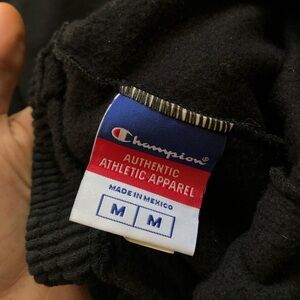 Champion®
AUTHENTIC
ATHLETIC APPAREL
MADE IN MEXICO
M M